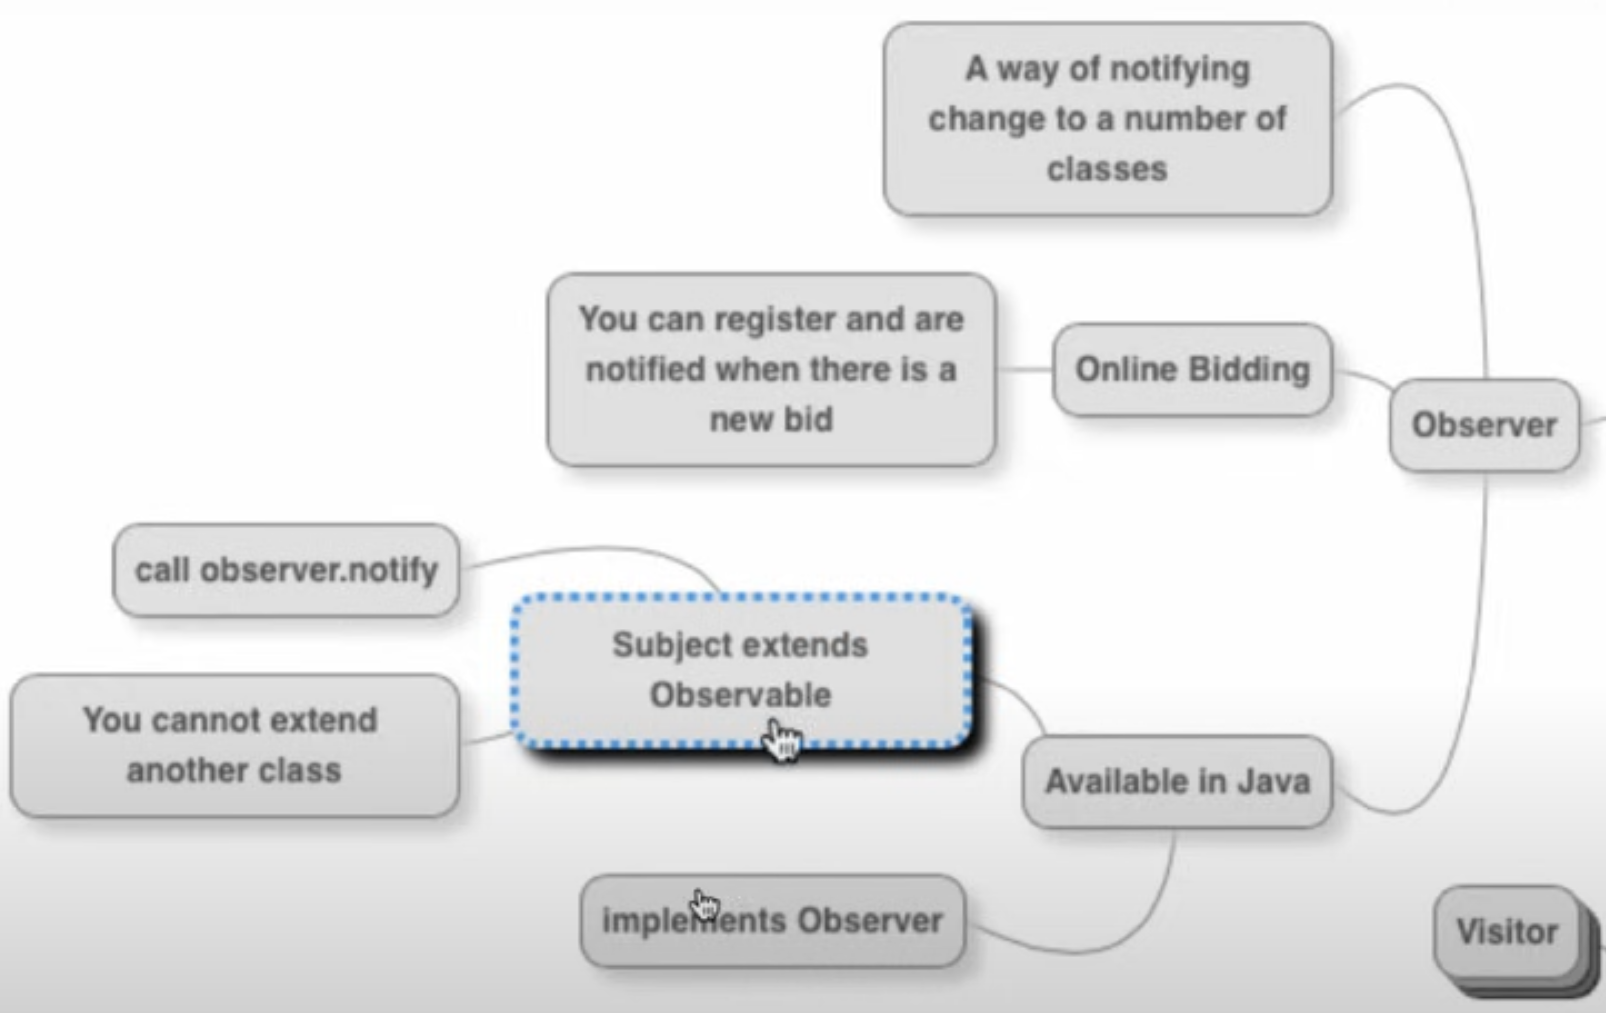 A way of notifying
change to a number of
classes
You can register and are
notified when there is a
new bid
Online Bidding
Observer
call observer.notify
Subject extends
Observable
You cannot extend
another class
Available in Java
implements Observer
Visitor